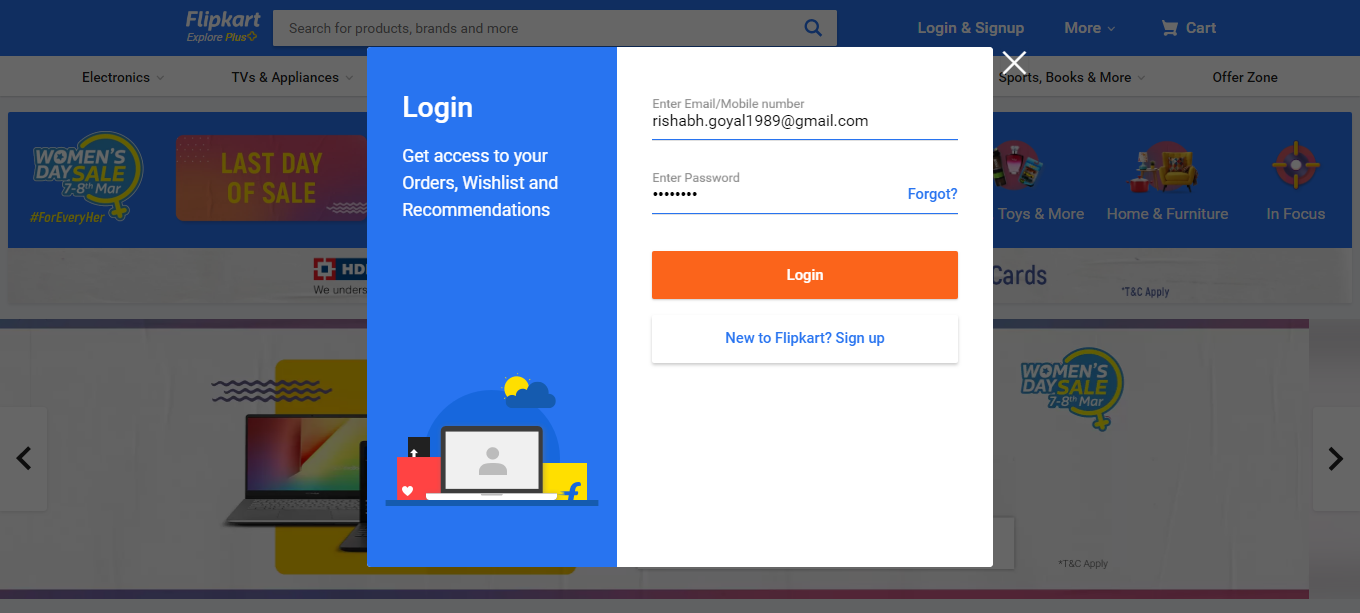 Flipkart
Explore Plus
Search for products, brands and more
Login & Signup
More
Cart
Electronics
TVs & Appliances
Sports, Books & More
Offer Zone
WOMEN'S
DAY SALE
7-8th Mar
#ForEveryHer
LAST DAY
OF SALE
Toys & More
Home & Furniture
In Focus
We
Cards
*T&C Apply
Login
Get access to your
Orders, Wishlist and
Recommendations
Enter Email/Mobile number
rishabh.goyal1989@gmail.com
Enter Password
••••••••
Forgot?
Login
New to Flipkart? Sign up
WOMEN'S
DAY SALE
7-8th Mar
*T&C Apply